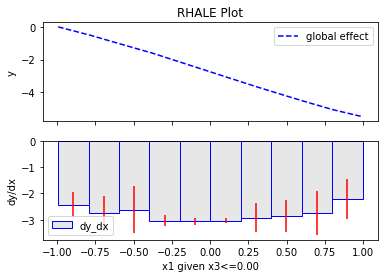 RHALE Plot
0
−2
−4
y
global effect
0
−1
−2
−3
dy/dx
dy_dx
−1.00 −0.75 −0.50 −0.25 0.00 0.25 0.50 0.75 1.00
x1 given x3<=0.00